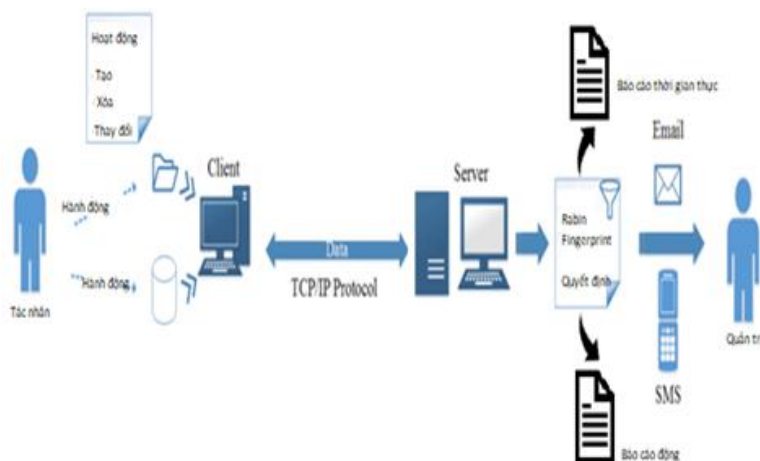 Hoạt động
- Tạo
- Xóa
- Thay đổi
Hành động
Hành động
Tác nhân
Client
Data
TCP/IP Protocol
Server
Rabin
Fingerprint
Quyết định
Báo cáo thời gian thực
Email
SMS
Quản tr
Báo cáo động